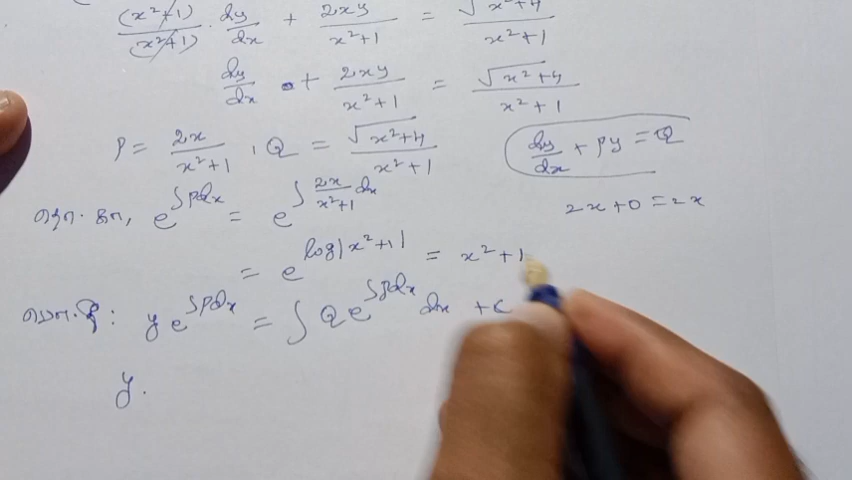 (x²+1)/(x²+1) · dy/dx + 2xy/x²+1 = √x²+4/x²+1
dy/dx + 2xy/x²+1 = √x²+4/x²+1
P = 2x/x²+1 , Q = √x²+4/x²+1
dy/dx + Py = Q
2x+0 = 2x
தொ. கா, e^∫Pdx = e^∫2x/x²+1 dx
= e^log|x²+1| = x²+1
y e^∫Pdx = ∫ Q e^∫Pdx dx + c
y.